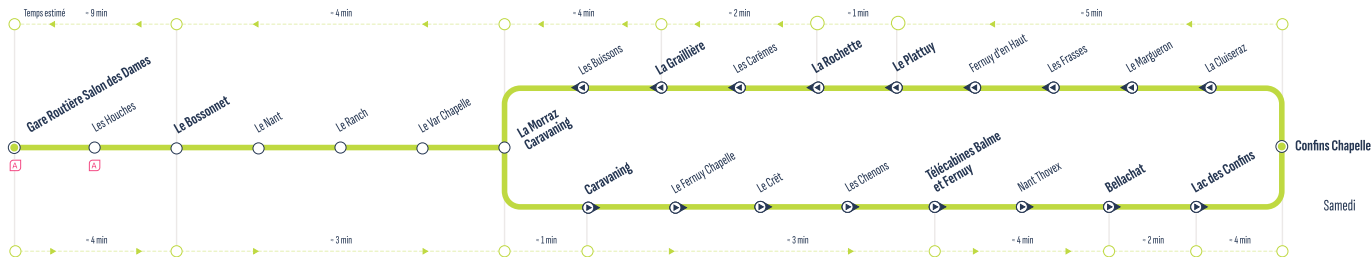 Temps estimé
~ 9 min
~ 4 min
~ 4 min
~ 2 min
~ 1 min
~ 5 min
Gare Routière Salon des Dames
Les Houches
Le Bossonnet
Le Nant
Le Ranch
Le Var Chapelle
La Morraz
Caravaning
Les Buissons
La Graillière
Les Carêmes
La Rochette
Le Plattuy
Fernuy d'en Haut
Les Frasses
Le Margueron
La Cluiseraz
A
A
Confins Chapelle
Caravaning
Le Fernuy Chapelle
Le Crêt
Les Chenons
Télécabines Balme
et Fernuy
Nant Thovex
Bellachat
Lac des Confins
Samedi
~ 4 min
~ 3 min
~ 1 min
~ 3 min
~ 4 min
~ 2 min
~ 4 min